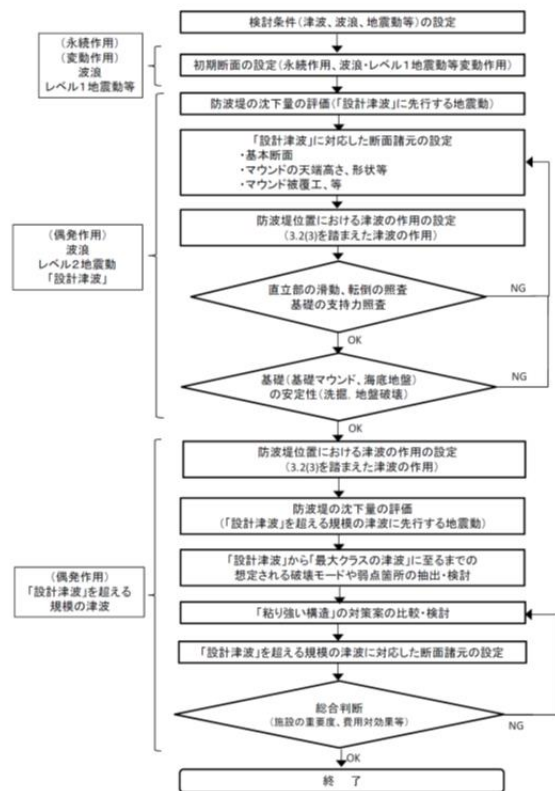 検討条件(津波、波浪、地震動等)の設定
(永続作用)
(変動作用)
波浪
レベル1地震動等
初期断面の設定(永続作用、波浪・レベル1地震動等変動作用)
防波堤の沈下量の評価(「設計津波」に先行する地震動)
「設計津波」に対応した断面諸元の設定
・基本断面
・マウンドの天端高さ、形状等
・マウンド被覆工、等
防波堤位置における津波の作用の設定
(3.2(3)を踏まえた津波の作用)
(偶発作用)
波浪
レベル2地震動
「設計津波」
直立部の滑動、転倒の照査
基礎の支持力照査
NG
OK
基礎(基礎マウンド、海底地盤)
の安定性(洗掘、地盤破壊)
NG
OK
防波堤位置における津波の作用の設定
(3.2(3)を踏まえた津波の作用)
防波堤の沈下量の評価
(「設計津波」を超える規模の津波に先行する地震動)
「設計津波」から「最大クラスの津波」に至るまでの
想定される破壊モードや弱点箇所の抽出・検討
(偶発作用)
「設計津波」を超える
規模の津波
「粘り強い構造」の対策案の比較・検討
「設計津波」を超える規模の津波に対応した断面諸元の設定
総合判断
(施設の重要度、費用対効果等)
NG
OK
終 了